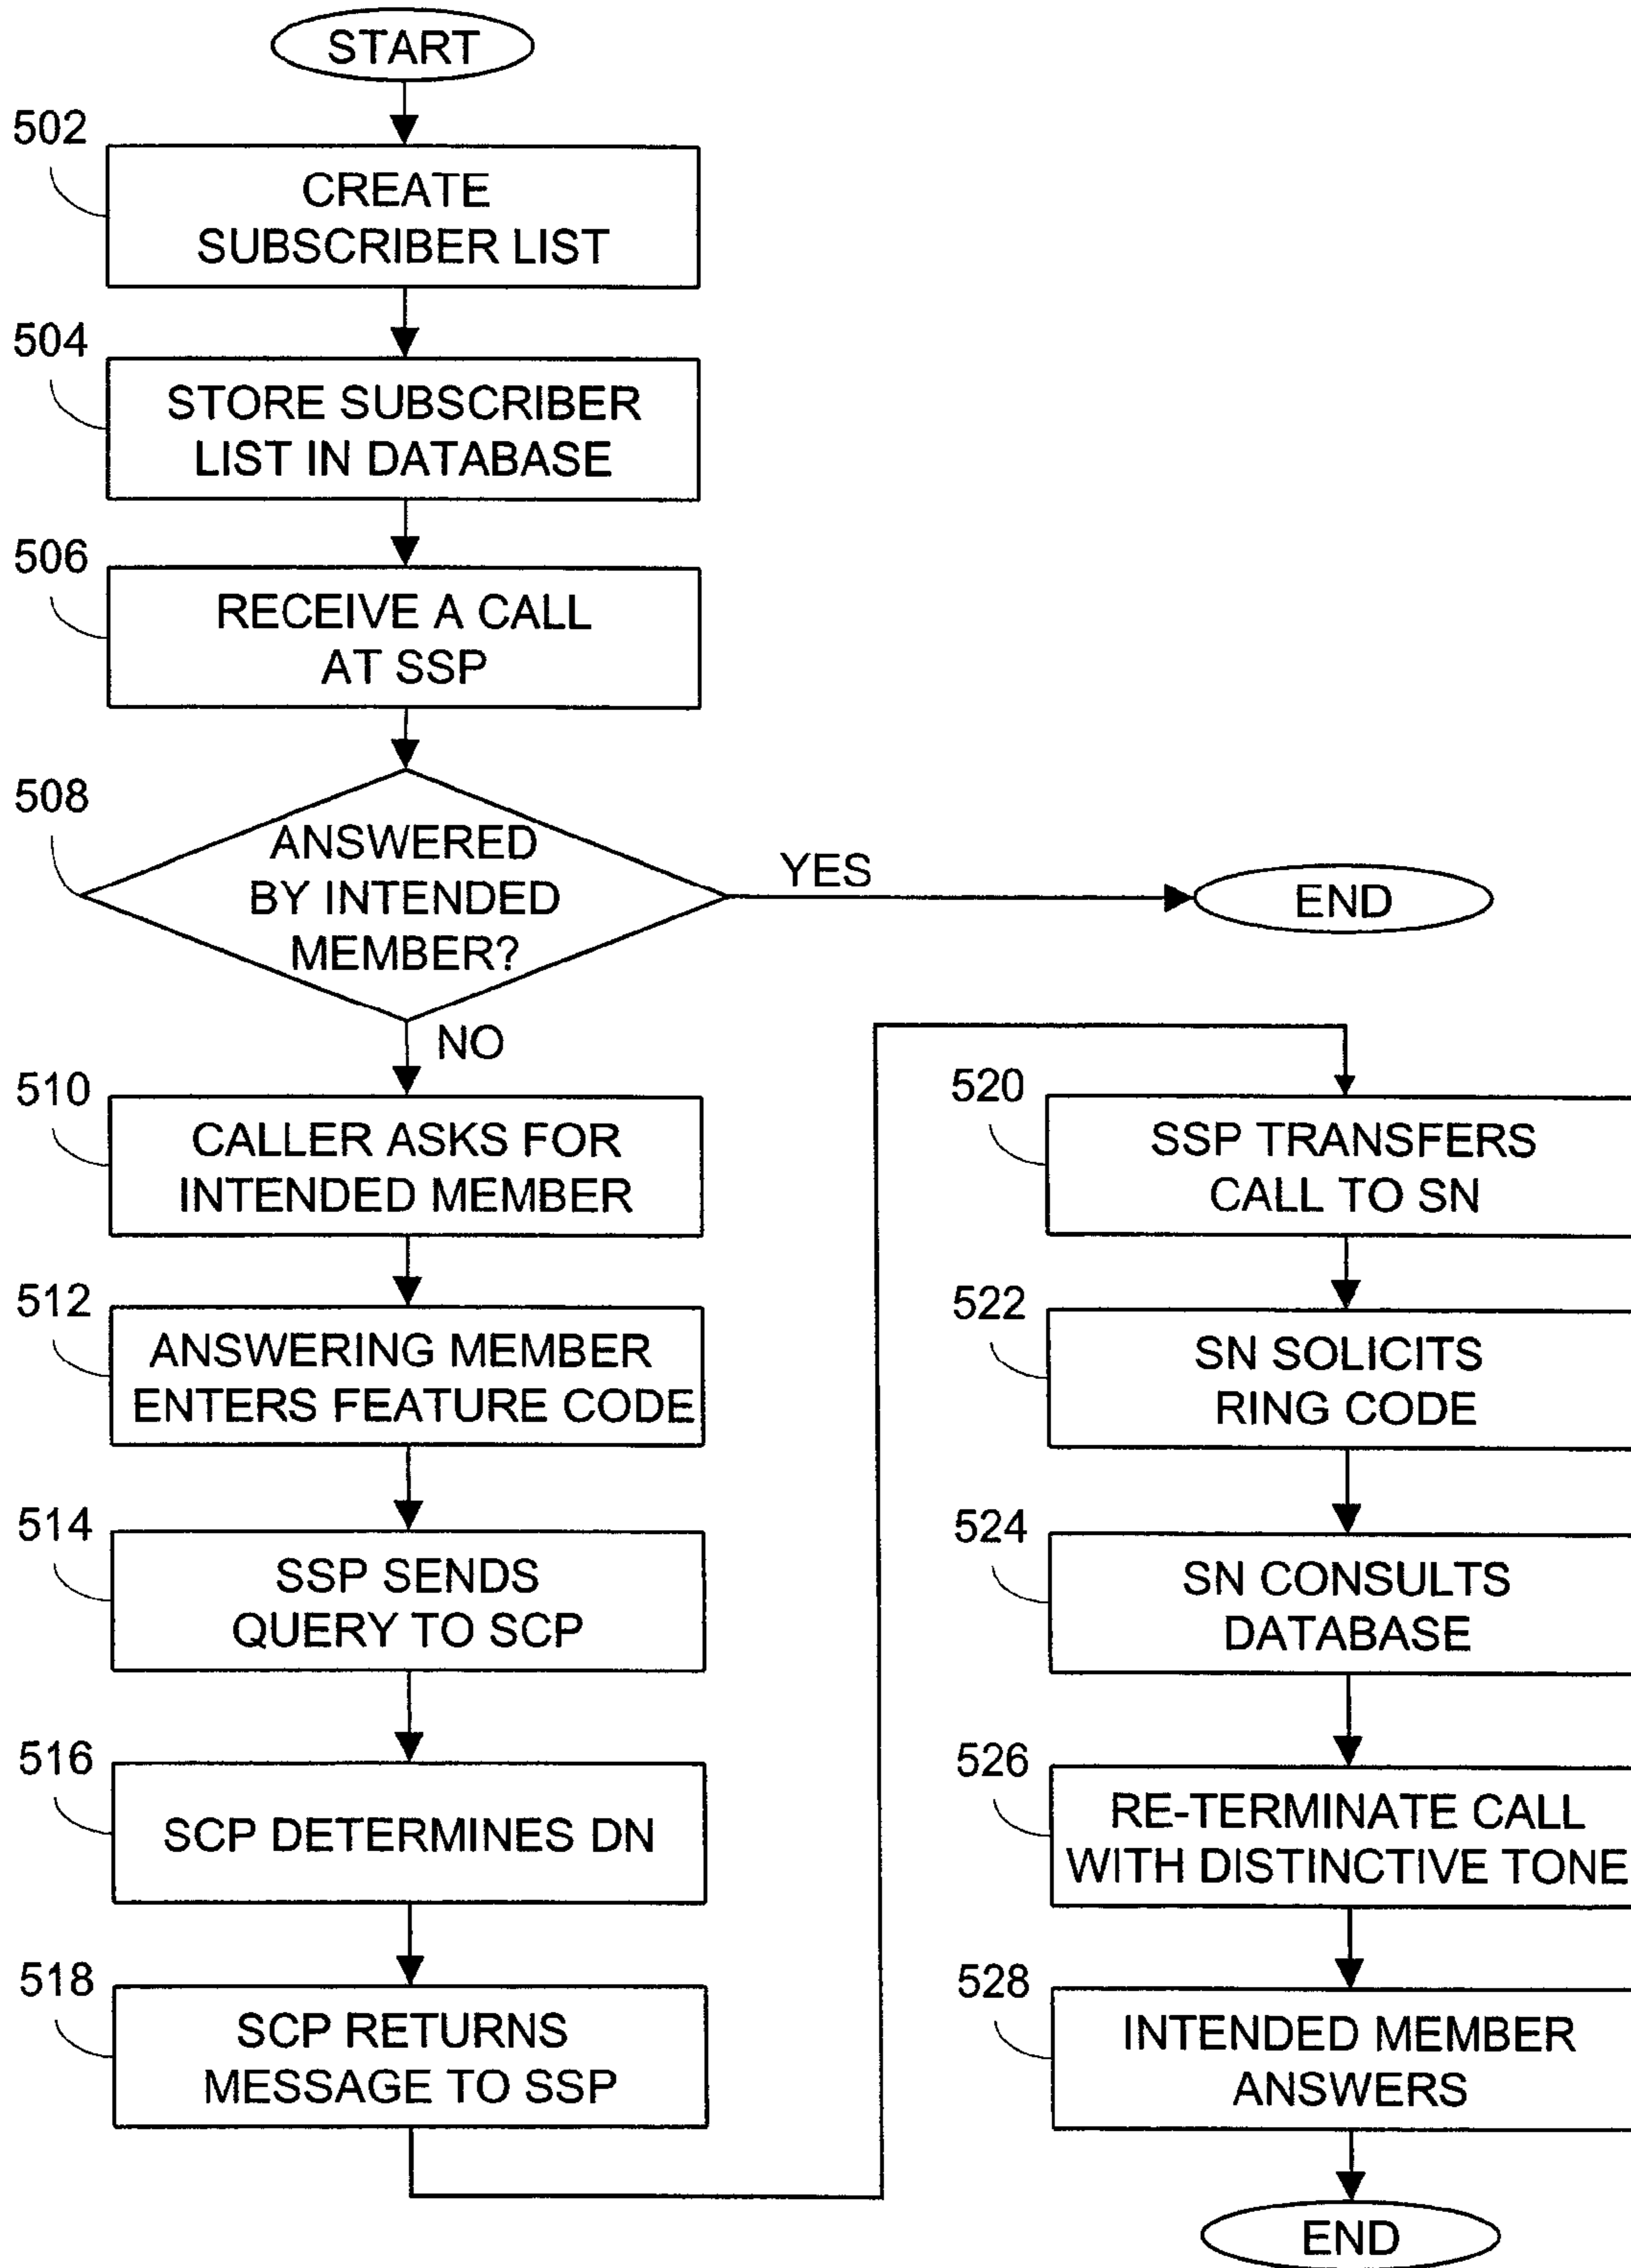 START
502
CREATE
SUBSCRIBER LIST
504
STORE SUBSCRIBER
LIST IN DATABASE
506
RECEIVE A CALL
AT SSP
508
ANSWERED
BY INTENDED
MEMBER?
YES
END
NO
510
CALLER ASKS FOR
INTENDED MEMBER
512
ANSWERING MEMBER
ENTERS FEATURE CODE
514
SSP SENDS
QUERY TO SCP
516
SCP DETERMINES DN
518
SCP RETURNS
MESSAGE TO SSP
520
SSP TRANSFERS
CALL TO SN
522
SN SOLICITS
RING CODE
524
SN CONSULTS
DATABASE
526
RE-TERMINATE CALL
WITH DISTINCTIVE TONE
528
INTENDED MEMBER
ANSWERS
END